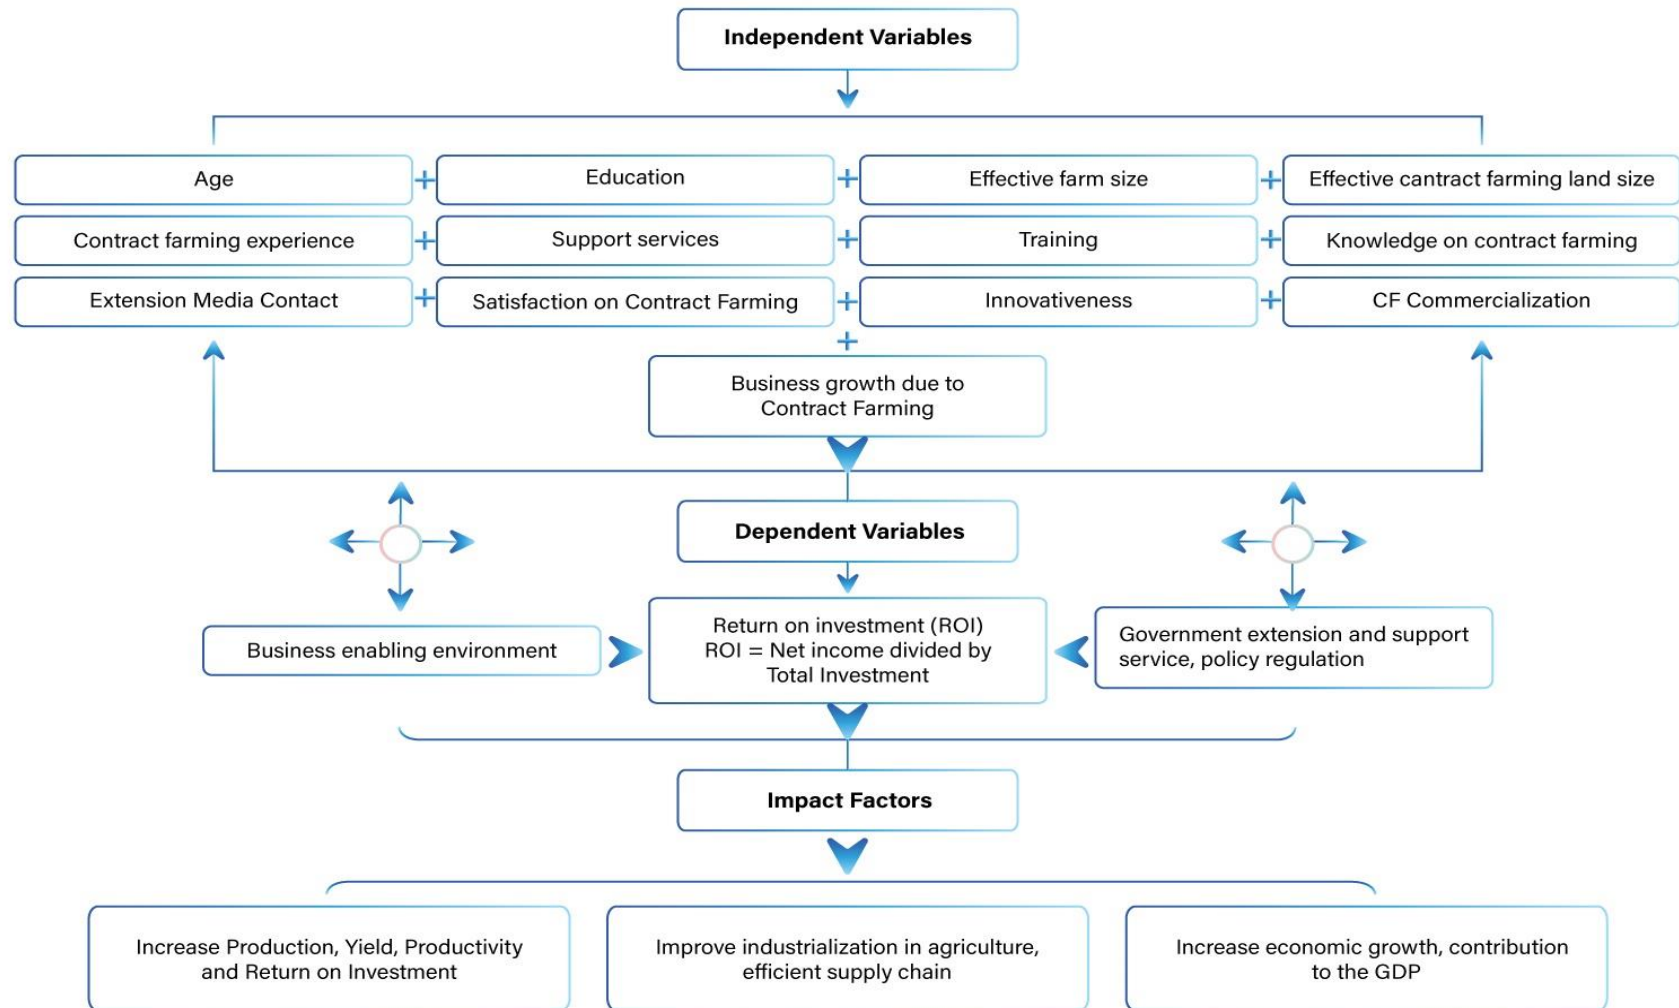 Independent Variables
Age + Education + Effective farm size + Effective cantract farming land size
Contract farming experience + Support services + Training + Knowledge on contract farming
Extension Media Contact + Satisfaction on Contract Farming + Innovativeness + CF Commercialization
+
Business growth due to
Contract Farming
Dependent Variables
Business enabling environment
Return on investment (ROI)
ROI = Net income divided by
Total Investment
Government extension and support
service, policy regulation
Impact Factors
Increase Production, Yield, Productivity
and Return on Investment
Improve industrialization in agriculture,
efficient supply chain
Increase economic growth, contribution
to the GDP